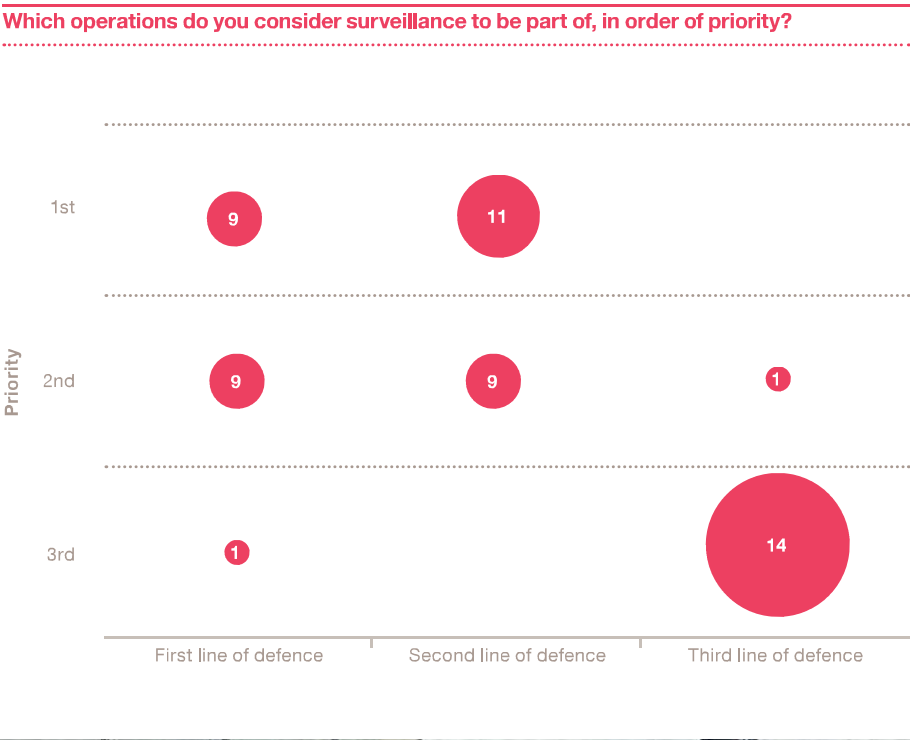 Which operations do you consider surveillance to be part of, in order of priority?
1st
9
11
Priority
2nd
9
9
1
3rd
1
14
First line of defence
Second line of defence
Third line of defence